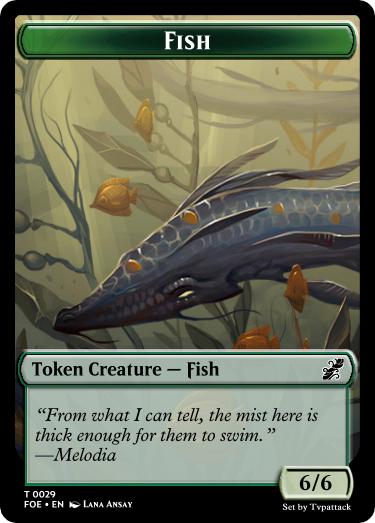 Fish
Token Creature — Fish
“From what I can tell, the mist here is
thick enough for them to swim.”
—Melodia
6/6
T 0029
FOE • EN Lana Ansay
Set by Tvpattack